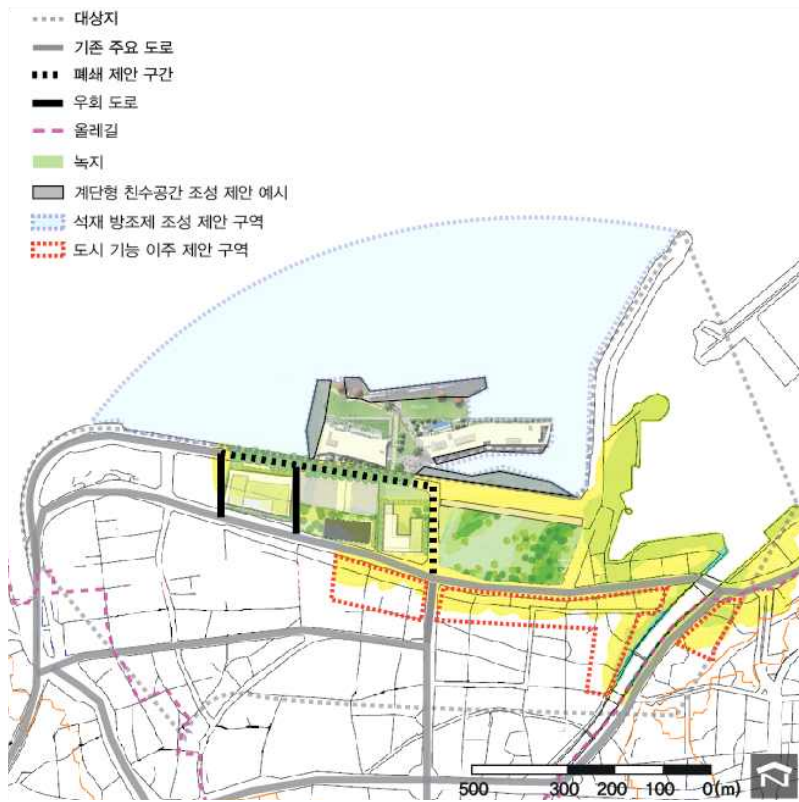 대상지
기존 주요 도로
폐쇄 제안 구간
우회 도로
올레길
녹지
계단형 친수공간 조성 제안 예시
석재 방조제 조성 제안 구역
도시 기능 이주 제안 구역
500 300 200 100 0(m)
N